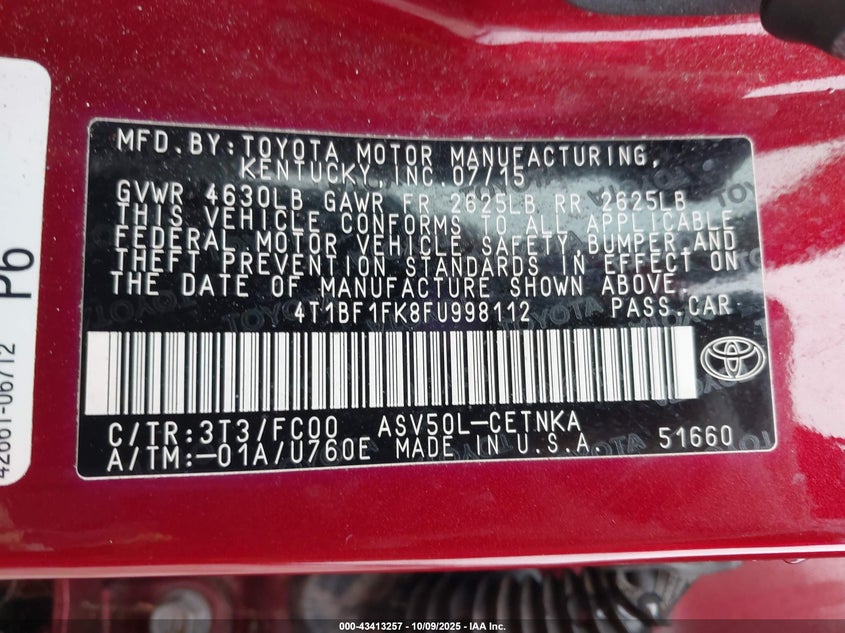 MFD.BY:TOYOTA MOTOR MANUFACTURING,
KENTUCKY,INC.07/15
GVWR 4630LB GAWR FR 2625LB RR 2625LB
THIS VEHICLE CONFORMS TO ALL APPLICABLE
FEDERAL MOTOR VEHICLE SAFETY,BUMPER,AND
THEFT PREVENTION STANDARDS IN EFFECT ON
THE DATE OF MANUFACTURE SHOWN ABOVE.
4T1BF1FK8FU998112 PASS.CAR
C/TR:3T3/FC00 ASV50L-CETNKA
A/TM:-01A/U760E MADE IN U.S.A. 51660
42661-06712
000-43413257 - 10/09/2025 - IAA Inc.